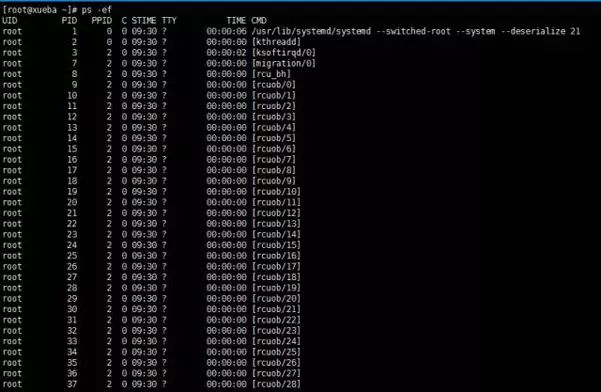 [root@xueba ~]# ps -ef
UID PID PPID C STIME TTY TIME CMD
root 1 0 0 09:30 ? 00:00:06 /usr/lib/systemd/systemd --switched-root --system --deserialize 21
root 2 0 0 09:30 ? 00:00:00 [kthreadd]
root 3 2 0 09:30 ? 00:00:02 [ksoftirqd/0]
root 7 2 0 09:30 ? 00:00:00 [migration/0]
root 8 2 0 09:30 ? 00:00:00 [rcu_bh]
root 9 2 0 09:30 ? 00:00:00 [rcuob/0]
root 10 2 0 09:30 ? 00:00:00 [rcuob/1]
root 11 2 0 09:30 ? 00:00:00 [rcuob/2]
root 12 2 0 09:30 ? 00:00:00 [rcuob/3]
root 13 2 0 09:30 ? 00:00:00 [rcuob/4]
root 14 2 0 09:30 ? 00:00:00 [rcuob/5]
root 15 2 0 09:30 ? 00:00:00 [rcuob/6]
root 16 2 0 09:30 ? 00:00:00 [rcuob/7]
root 17 2 0 09:30 ? 00:00:00 [rcuob/8]
root 18 2 0 09:30 ? 00:00:00 [rcuob/9]
root 19 2 0 09:30 ? 00:00:00 [rcuob/10]
root 20 2 0 09:30 ? 00:00:00 [rcuob/11]
root 21 2 0 09:30 ? 00:00:00 [rcuob/12]
root 22 2 0 09:30 ? 00:00:00 [rcuob/13]
root 23 2 0 09:30 ? 00:00:00 [rcuob/14]
root 24 2 0 09:30 ? 00:00:00 [rcuob/15]
root 25 2 0 09:30 ? 00:00:00 [rcuob/16]
root 26 2 0 09:30 ? 00:00:00 [rcuob/17]
root 27 2 0 09:30 ? 00:00:00 [rcuob/18]
root 28 2 0 09:30 ? 00:00:00 [rcuob/19]
root 29 2 0 09:30 ? 00:00:00 [rcuob/20]
root 30 2 0 09:30 ? 00:00:00 [rcuob/21]
root 31 2 0 09:30 ? 00:00:00 [rcuob/22]
root 32 2 0 09:30 ? 00:00:00 [rcuob/23]
root 33 2 0 09:30 ? 00:00:00 [rcuob/24]
root 34 2 0 09:30 ? 00:00:00 [rcuob/25]
root 35 2 0 09:30 ? 00:00:00 [rcuob/26]
root 36 2 0 09:30 ? 00:00:00 [rcuob/27]
root 37 2 0 09:30 ? 00:00:00 [rcuob/28]